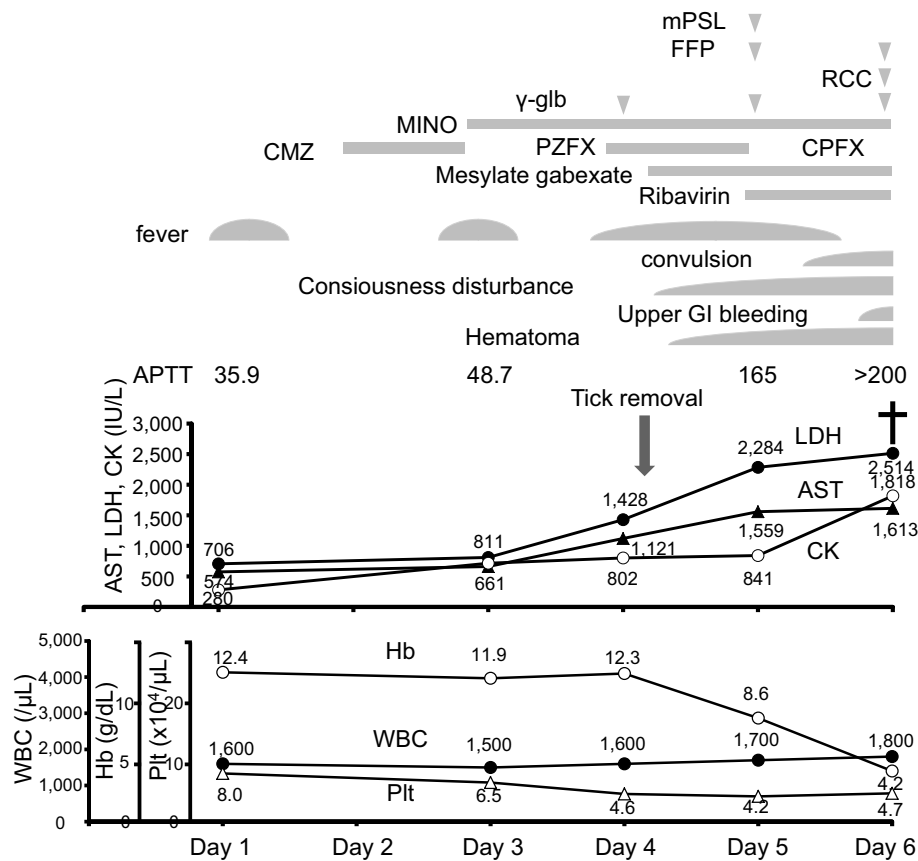 mPSL
FFP
RCC
γ-glb
MINO
CMZ
PZFX
CPFX
Mesylate gabexate
Ribavirin
fever
convulsion
Consiousness disturbance
Upper GI bleeding
Hematoma
APTT 35.9 48.7 165 >200
Tick removal
AST, LDH, CK (IU/L)
3,000
2,500
2,000
1,500
1,000
500
0
LDH
AST
CK
706
811
1,428
2,284
2,514
574
661
1,121
1,559
1,613
280
802
841
1,818
WBC (/μL)
5,000
4,000
3,000
2,000
1,000
0
Hb (g/dL)
10
5
0
Plt (x10⁴/μL)
20
10
0
Hb
12.4
11.9
12.3
8.6
4.2
WBC
1,600
1,500
1,600
1,700
1,800
Plt
8.0
6.5
4.6
4.2
4.7
Day 1 Day 2 Day 3 Day 4 Day 5 Day 6